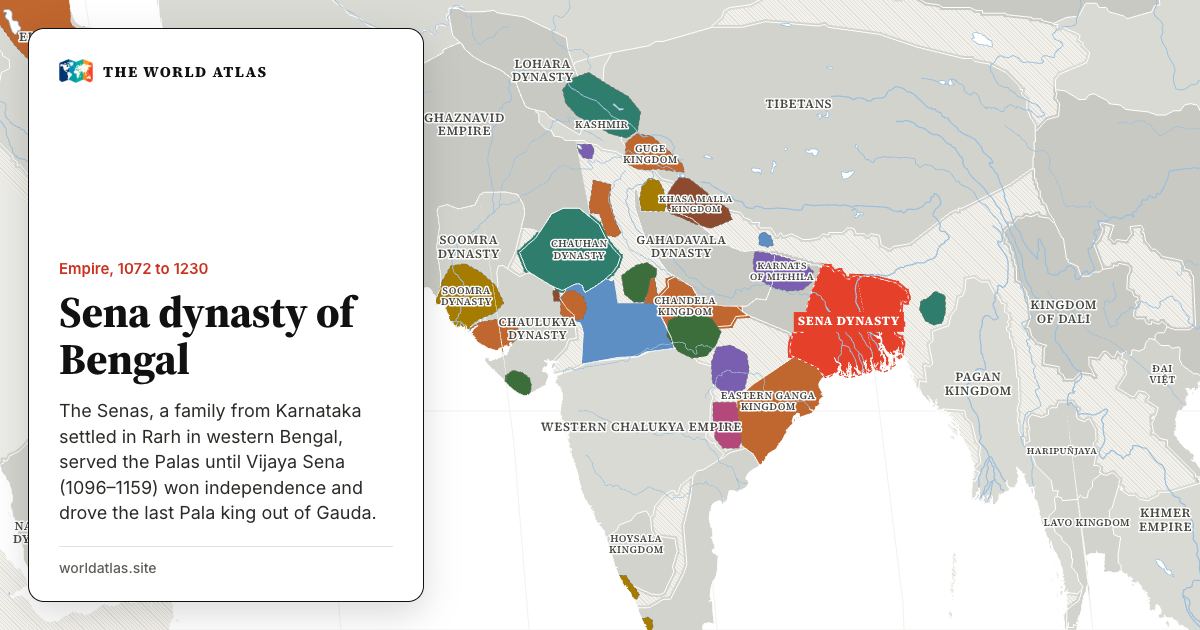 THE WORLD ATLAS
Empire, 1072 to 1230
Sena dynasty of
Bengal
The Senas, a family from Karnataka
settled in Rarh in western Bengal,
served the Palas until Vijaya Sena
(1096–1159) won independence and
drove the last Pala king out of Gauda.
worldatlas.site
LOHARA
DYNASTY
TIBETANS
GHAZNAVID
EMPIRE
KASHMIR
GUGE
KINGDOM
KHASA MALLA
KINGDOM
SOOMRA
DYNASTY
CHAUHAN
DYNASTY
GAHADAVALA
DYNASTY
KARNATS
OF MITHILA
SOOMRA
DYNASTY
CHANDELA
KINGDOM
KINGDOM
OF DALI
CHAULUKYA
DYNASTY
SENA DYNASTY
ĐẠI
VIỆT
PAGAN
KINGDOM
EASTERN GANGA
KINGDOM
WESTERN CHALUKYA EMPIRE
HARIPUÑJAYA
LAVO KINGDOM
KHMER
EMPIRE
HOYSALA
KINGDOM